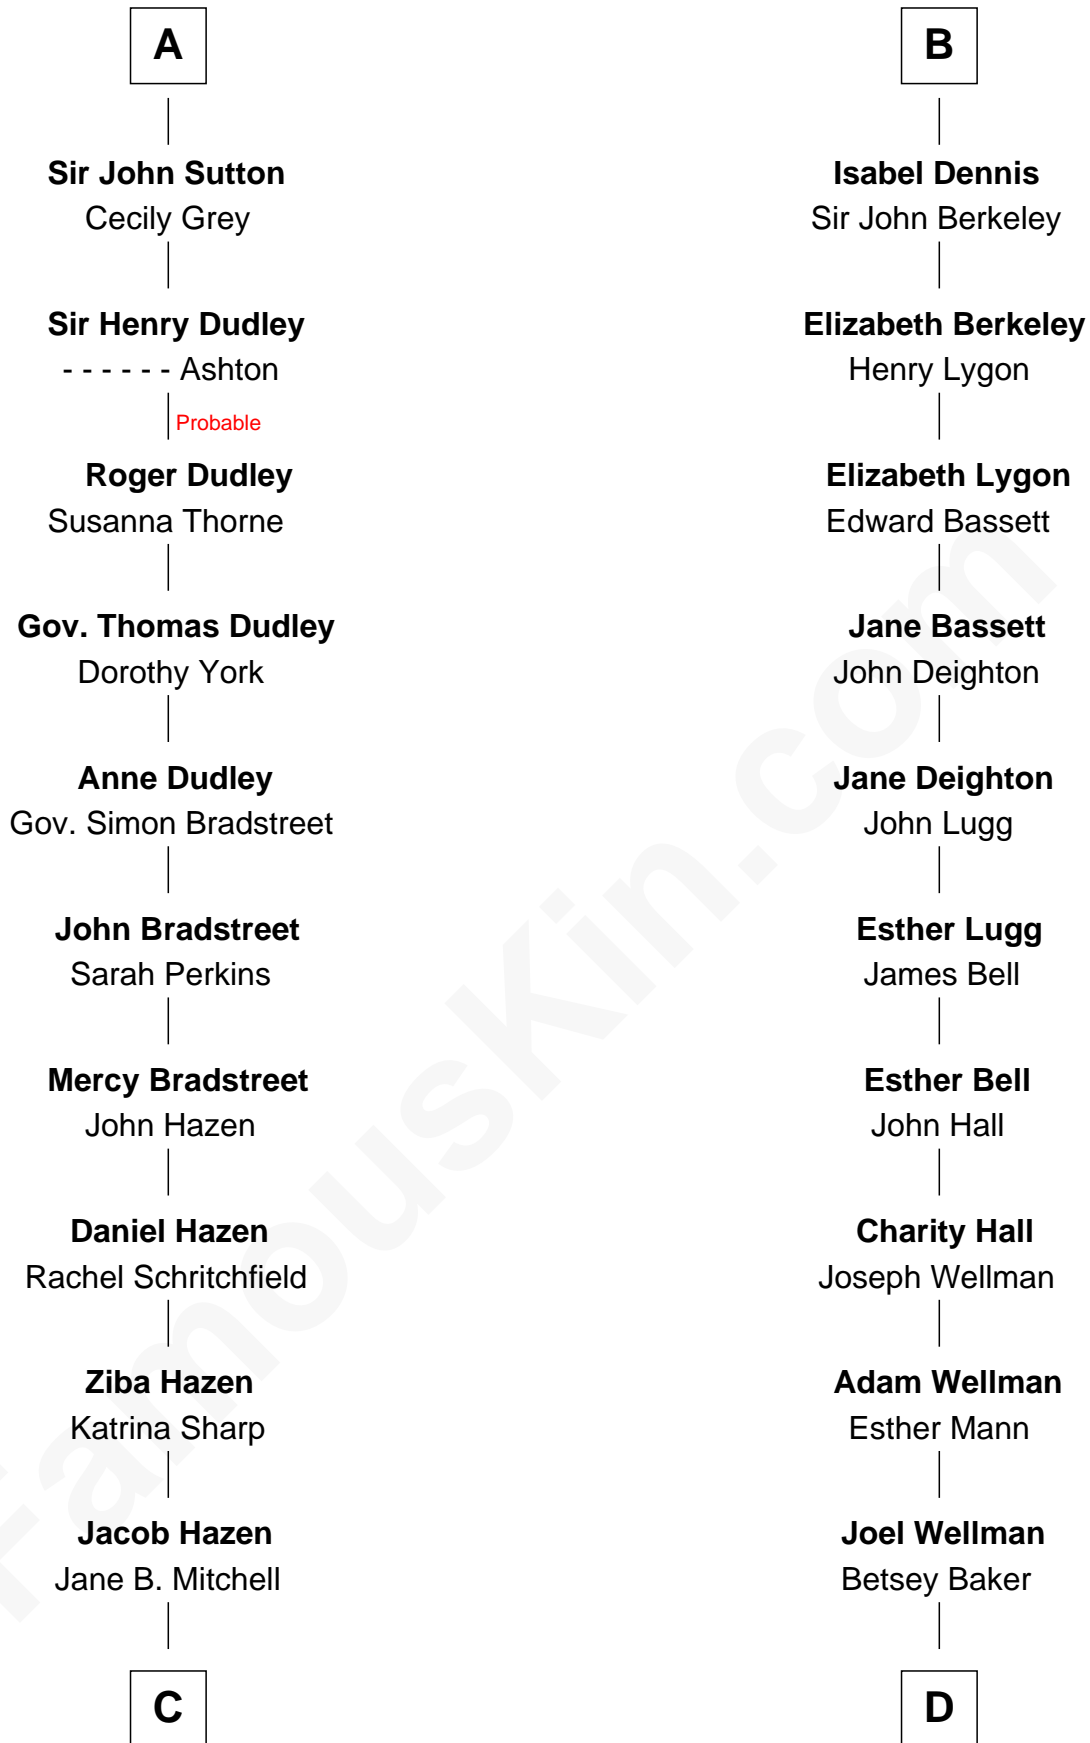 A
Sir John Sutton
Cecily Grey
Sir Henry Dudley
- - - - - - Ashton
Probable
Roger Dudley
Susanna Thorne
Gov. Thomas Dudley
Dorothy York
Anne Dudley
Gov. Simon Bradstreet
John Bradstreet
Sarah Perkins
Mercy Bradstreet
John Hazen
Daniel Hazen
Rachel Schritchfield
Ziba Hazen
Katrina Sharp
Jacob Hazen
Jane B. Mitchell
C
B
Isabel Dennis
Sir John Berkeley
Elizabeth Berkeley
Henry Lygon
Elizabeth Lygon
Edward Bassett
Jane Bassett
John Deighton
Jane Deighton
John Lugg
Esther Lugg
James Bell
Esther Bell
John Hall
Charity Hall
Joseph Wellman
Adam Wellman
Esther Mann
Joel Wellman
Betsey Baker
D
FamousKin.com